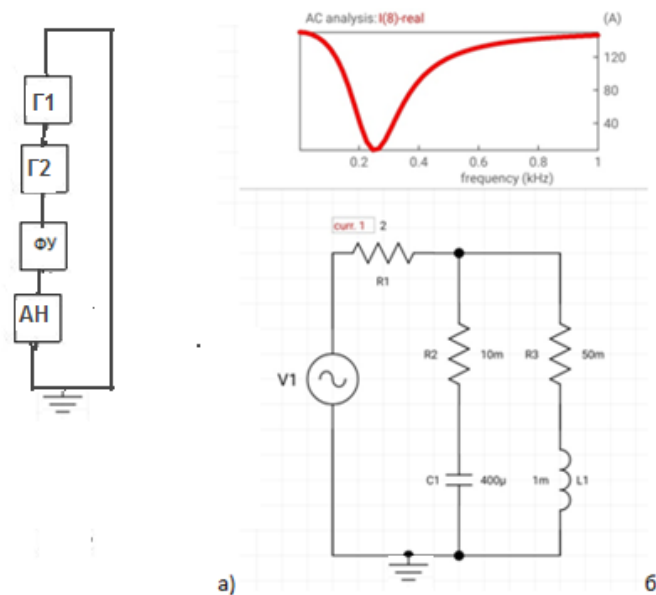 Г1
Г2
ФУ
АН
AC analysis: I(8)-real
(A)
120
80
40
0.2 0.4 0.6 0.8 1
frequency (kHz)
curr. 1 2
R1
V1
R2 10m R3 50m
C1 400µ 1m L1
а) б